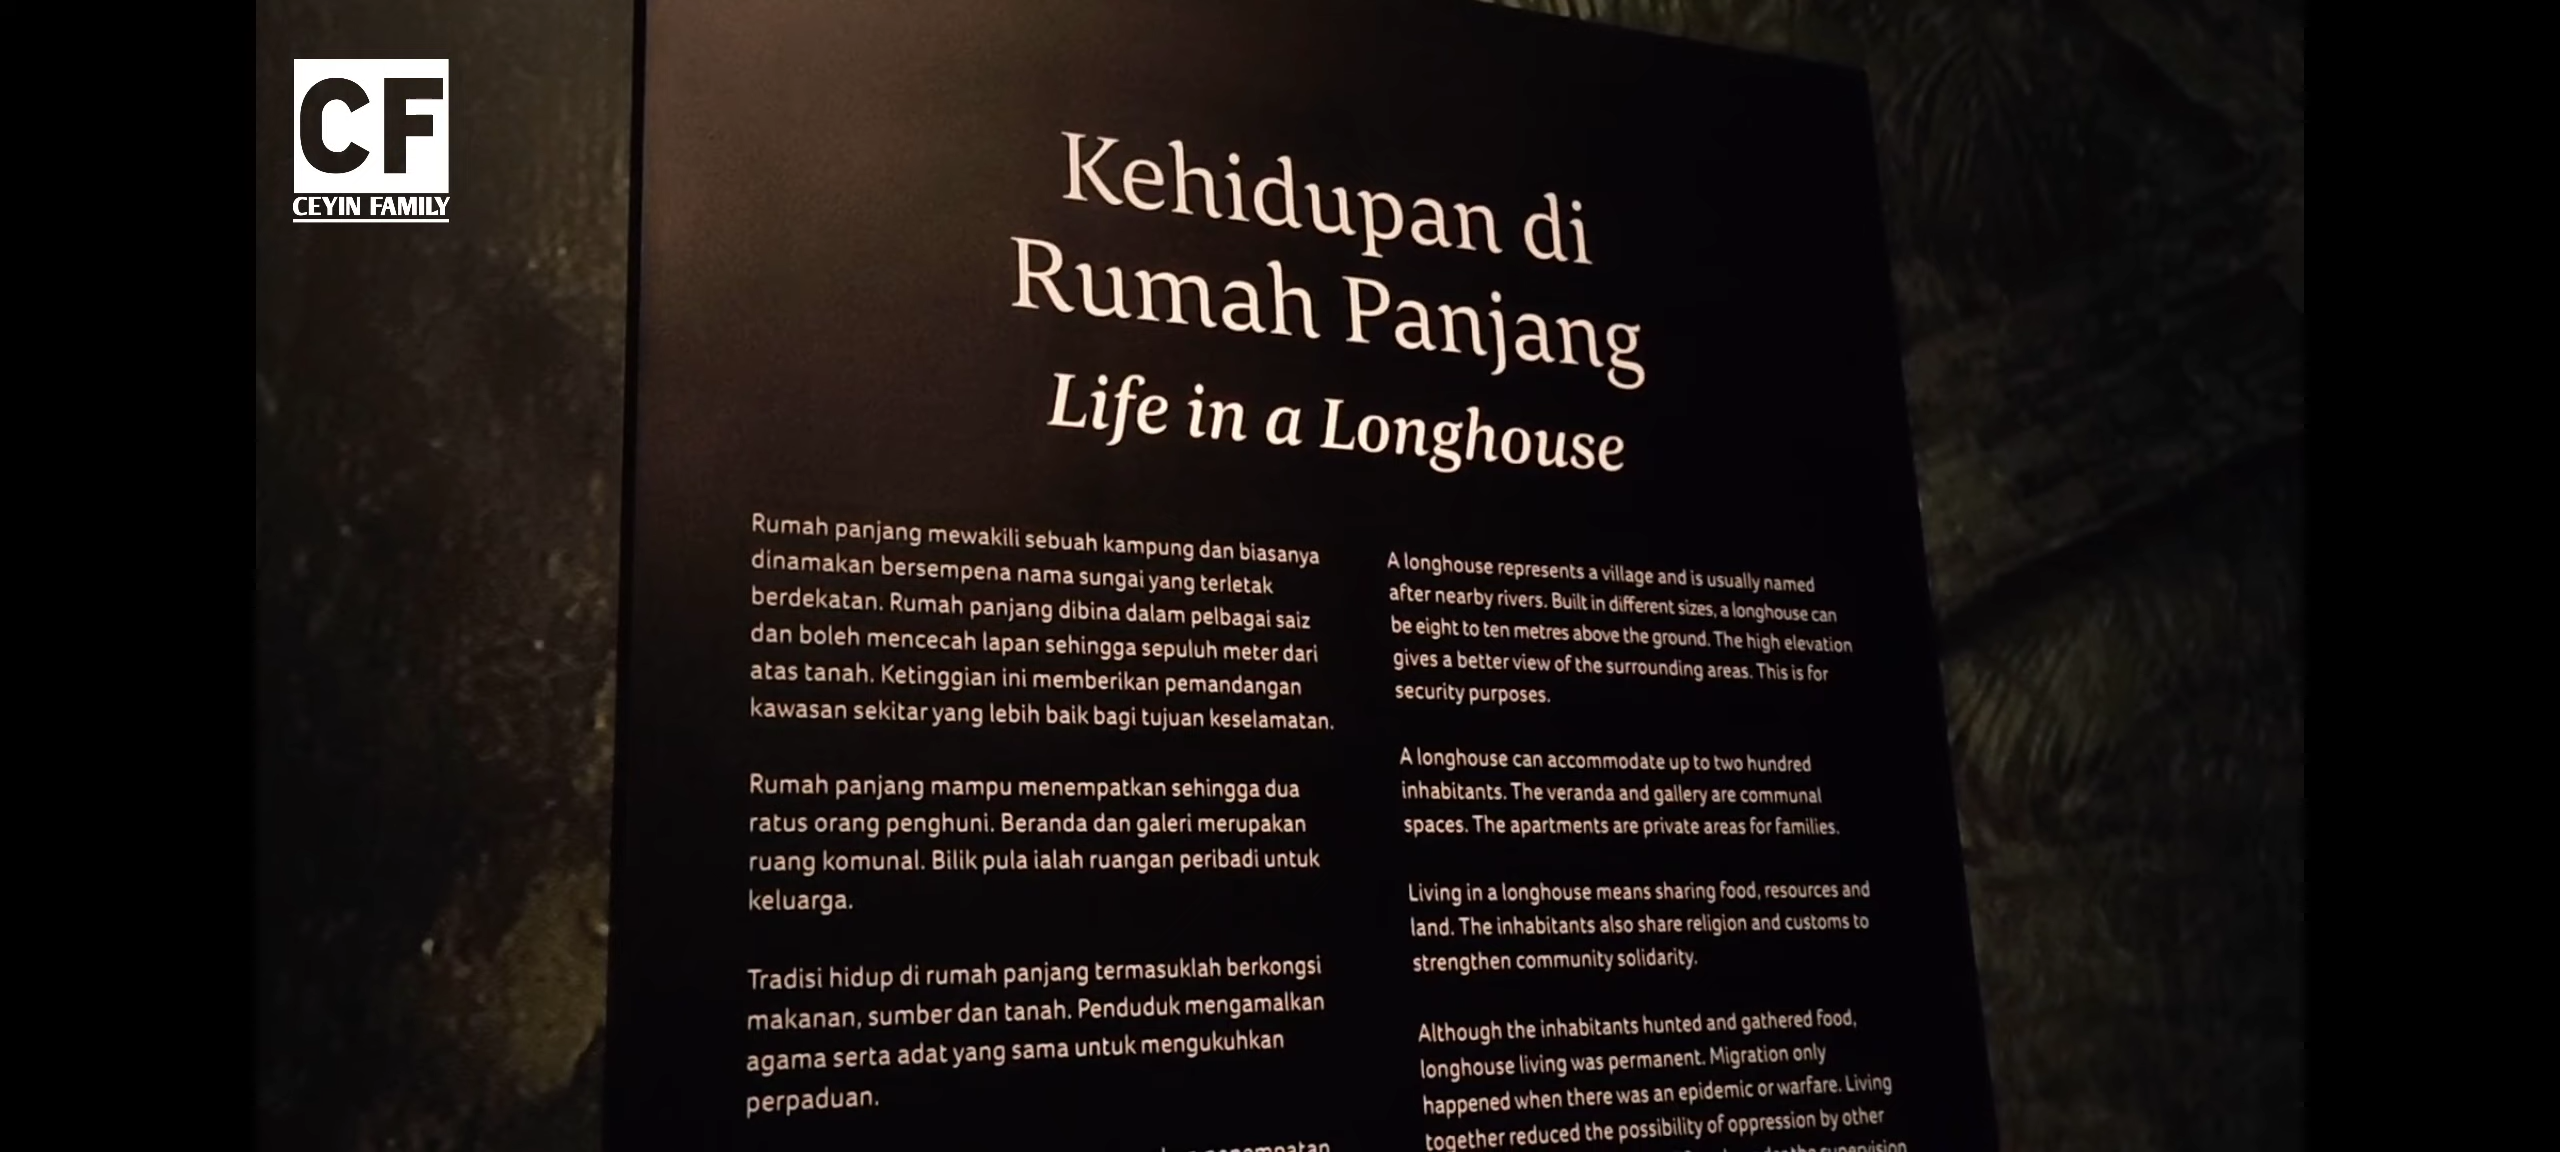 CF
CEYIN FAMILY
Kehidupan di
Rumah Panjang
Life in a Longhouse
Rumah panjang mewakili sebuah kampung dan biasanya
dinamakan bersempena nama sungai yang terletak
berdekatan. Rumah panjang dibina dalam pelbagai saiz
dan boleh mencecah lapan sehingga sepuluh meter dari
atas tanah. Ketinggian ini memberikan pemandangan
kawasan sekitar yang lebih baik bagi tujuan keselamatan.
Rumah panjang mampu menempatkan sehingga dua
ratus orang penghuni. Beranda dan galeri merupakan
ruang komunal. Bilik pula ialah ruangan peribadi untuk
keluarga.
Tradisi hidup di rumah panjang termasuklah berkongsi
makanan, sumber dan tanah. Penduduk mengamalkan
agama serta adat yang sama untuk mengukuhkan
perpaduan.
A longhouse represents a village and is usually named
after nearby rivers. Built in different sizes, a longhouse can
be eight to ten metres above the ground. The high elevation
gives a better view of the surrounding areas. This is for
security purposes.
A longhouse can accommodate up to two hundred
inhabitants. The veranda and gallery are communal
spaces. The apartments are private areas for families.
Living in a longhouse means sharing food, resources and
land. The inhabitants also share religion and customs to
strengthen community solidarity.
Although the inhabitants hunted and gathered food,
longhouse living was permanent. Migration only
happened when there was an epidemic or warfare. Living
together reduced the possibility of oppression by other
the supervision